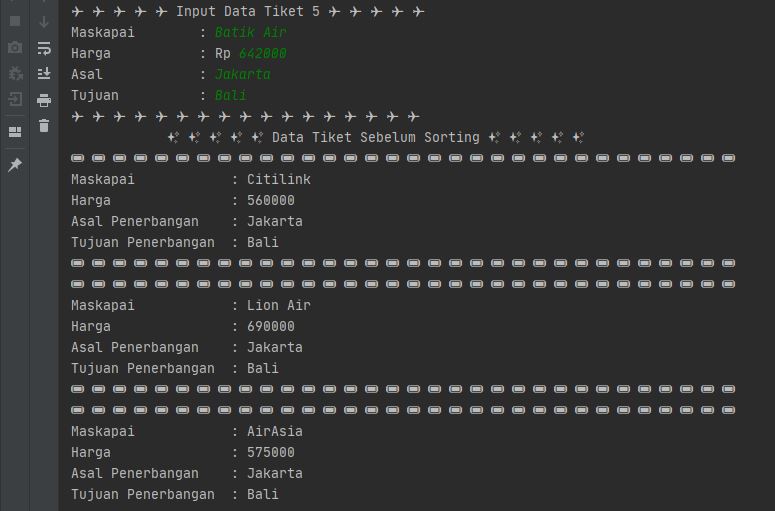 ✈ ✈ ✈ ✈ ✈ Input Data Tiket 5 ✈ ✈ ✈ ✈ ✈
Maskapai : Batik Air
Harga : Rp 642000
Asal : Jakarta
Tujuan : Bali
✈ ✈ ✈ ✈ ✈ ✈ ✈ ✈ ✈ ✈ ✈ ✈ ✈ ✈ ✈ ✈ ✈
✨ ✨ ✨ ✨ ✨ Data Tiket Sebelum Sorting ✨ ✨ ✨ ✨ ✨
Maskapai : Citilink
Harga : 560000
Asal Penerbangan : Jakarta
Tujuan Penerbangan : Bali
Maskapai : Lion Air
Harga : 690000
Asal Penerbangan : Jakarta
Tujuan Penerbangan : Bali
Maskapai : AirAsia
Harga : 575000
Asal Penerbangan : Jakarta
Tujuan Penerbangan : Bali